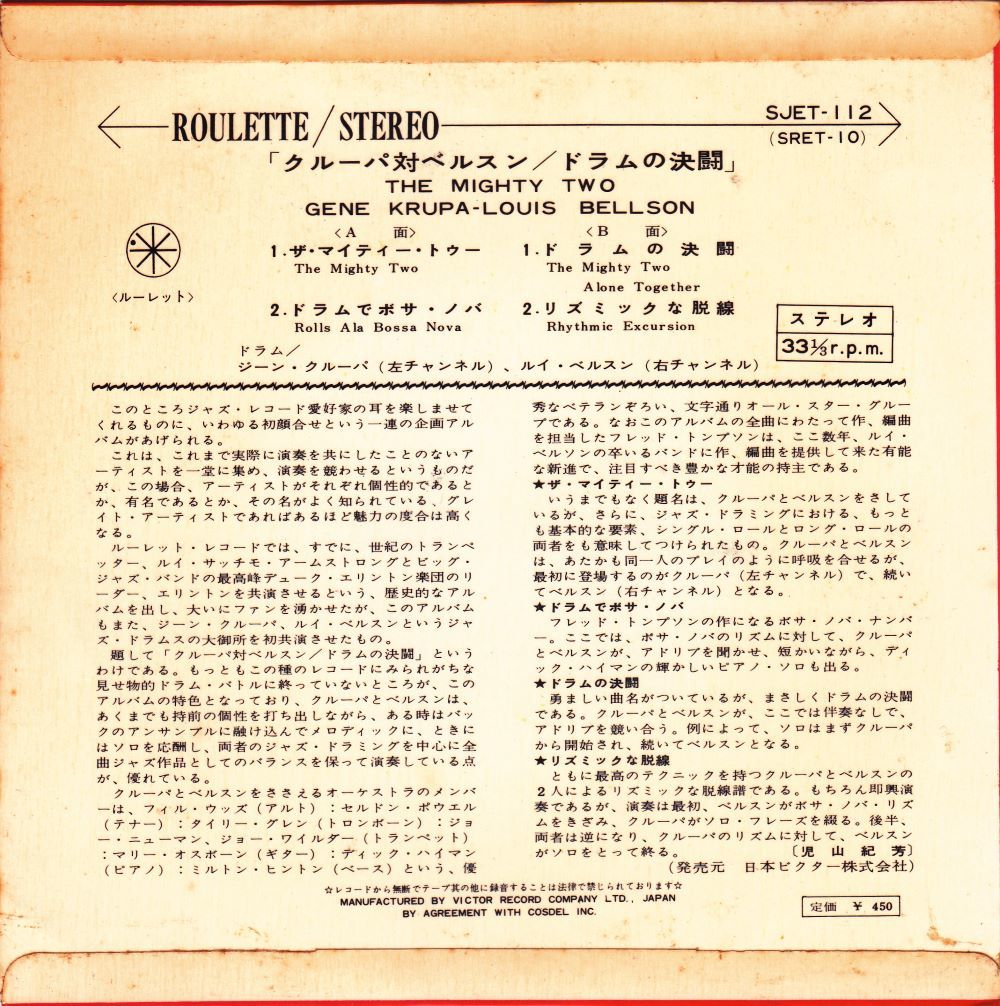 ROULETTE/STEREO
SJET-112
(SRET-10)
「クルーパ対ベルスン/ドラムの決闘」
THE MIGHTY TWO
GENE KRUPA-LOUIS BELLSON
〈A 面〉
1.ザ・マイティー・トゥー
The Mighty Two
2.ドラムでボサ・ノバ
Rolls Ala Bossa Nova
〈B 面〉
1.ドラムの決闘
The Mighty Two
Alone Together
2.リズミックな脱線
Rhythmic Excursion
〈ルーレット〉
ステレオ
33⅓r.p.m.
ドラム/
ジーン・クルーパ(左チャンネル)、ルイ・ベルスン(右チャンネル)
このところジャズ・レコード愛好家の耳を楽しませて
くれるものに、いわゆる初顔合せという一連の企画アル
バムがあげられる。
これは、これまで実際に演奏を共にしたことのないア
ーティストを一堂に集め、演奏を競わせるというものだ
が、この場合、アーティストがそれぞれ個性的であると
か、有名であるとか、その名がよく知られている、グレ
イト・アーティストであればあるほど魅力の度合は高く
なる。
ルーレット・レコードでは、すでに、世紀のトランペ
ッター、ルイ・サッチモ・アームストロングとビッグ・
ジャズ・バンドの最高峰デューク・エリントン楽団のリ
ーダー、エリントンを共演させるという、歴史的なアル
バムを出し、大いにファンを湧かせたが、このアルバム
もまた、ジーン・クルーパ、ルイ・ベルスンというジャ
ズ・ドラムスの大御所を初共演させたもの。
題して「クルーパ対ベルスン/ドラムの決闘」という
わけである。もっともこの種のレコードにみられがちな
見せ物的ドラム・バトルに終っていないところが、この
アルバムの特色となっており、クルーパとベルスンは、
あくまでも持前の個性を打ち出しながら、ある時はバッ
クのアンサンブルに融け込んでメロディックに、ときに
はソロを応酬し、両者のジャズ・ドラミングを中心に全
曲ジャズ作品としてのバランスを保って演奏している点
が、優れている。
クルーパとベルスンをささえるオーケストラのメンバ
ーは、フィル・ウッズ(アルト):セルドン・ポウエル
(テナー):タイリー・グレン(トロンボーン):ジョ
ー・ニューマン、ジョー・ワイルダー(トランペット)
:マリー・オスボーン(ギター):ディック・ハイマン
(ピアノ):ミルトン・ヒントン(ベース)という、優
秀なベテランぞろい、文字通りオール・スター・グルー
プである。なおこのアルバムの全曲にわたって作、編曲
を担当したフレッド・トンプソンは、ここ数年、ルイ・
ベルソンの卒いるバンドに作、編曲を提供して来た有能
な新進で、注目すべき豊かな才能の持主である。
★ザ・マイティー・トゥー
いうまでもなく題名は、クルーパとベルスンをさして
いるが、さらに、ジャズ・ドラミングにおける、もっと
も基本的な要素、シングル・ロールとロング・ロールの
両者をも意味してつけられたもの。クルーパとベルスン
は、あたかも同一人のプレイのように呼吸を合せるが、
最初に登場するのがクルーパ(左チャンネル)で、続い
てベルスン(右チャンネル)となる。
★ドラムでボサ・ノバ
フレッド・トンプソンの作になるボサ・ノバ・ナンバ
ー。ここでは、ボサ・ノバのリズムに対して、クルーパ
とベルスンが、アドリブを聞かせ、短かいながら、ディ
ック・ハイマンの輝かしいピアノ・ソロも出る。
★ドラムの決闘
勇ましい曲名がついているが、まさしくドラムの決闘
である。クルーパとベルスンが、ここでは伴奏なしで、
アドリブを競い合う。例によって、ソロはまずクルーパ
から開始され、続いてベルスンとなる。
★リズミックな脱線
ともに最高のテクニックを持つクルーパとベルスンの
2人によるリズミックな脱線譜である。もちろん即興演
奏であるが、演奏は最初、ベルスンがボサ・ノバ・リズ
ムをきざみ、クルーパがソロ・フレーズを綴る。後半、
両者は逆になり、クルーパのリズムに対して、ベルスン
がソロをとって終る。 〔児山紀芳〕
(発売元 日本ビクター株式会社)
☆レコードから無断でテープ其の他に録音することは法律で禁じられております☆
MANUFACTURED BY VICTOR RECORD COMPANY LTD., JAPAN
BY AGREEMENT WITH COSDEL INC.
定価 ¥ 450